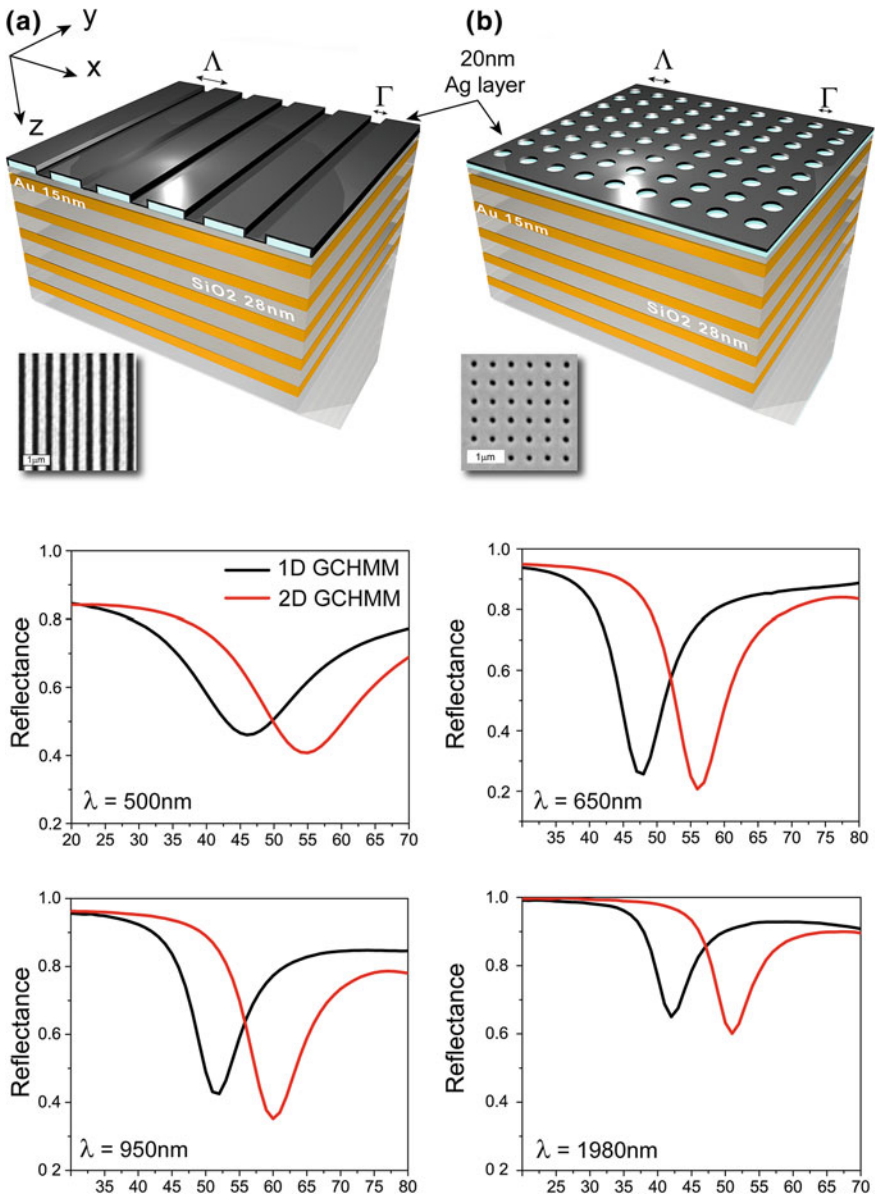 (a)
(b)
y
x
z
Λ
Γ
20nm
Ag layer
Λ
Γ
Au 15nm
SiO2 28nm
Au 15nm
SiO2 28nm
1μm
1μm
1.0
0.8
0.6
0.4
0.2
Reflectance
1D GCHMM
2D GCHMM
λ = 500nm
20 25 30 35 40 45 50 55 60 65 70
1.0
0.8
0.6
0.4
0.2
Reflectance
λ = 650nm
35 40 45 50 55 60 65 70 75 80
1.0
0.8
0.6
0.4
0.2
Reflectance
λ = 950nm
35 40 45 50 55 60 65 70 75 80
1.0
0.8
0.6
0.4
0.2
Reflectance
λ = 1980nm
20 25 30 35 40 45 50 55 60 65 70